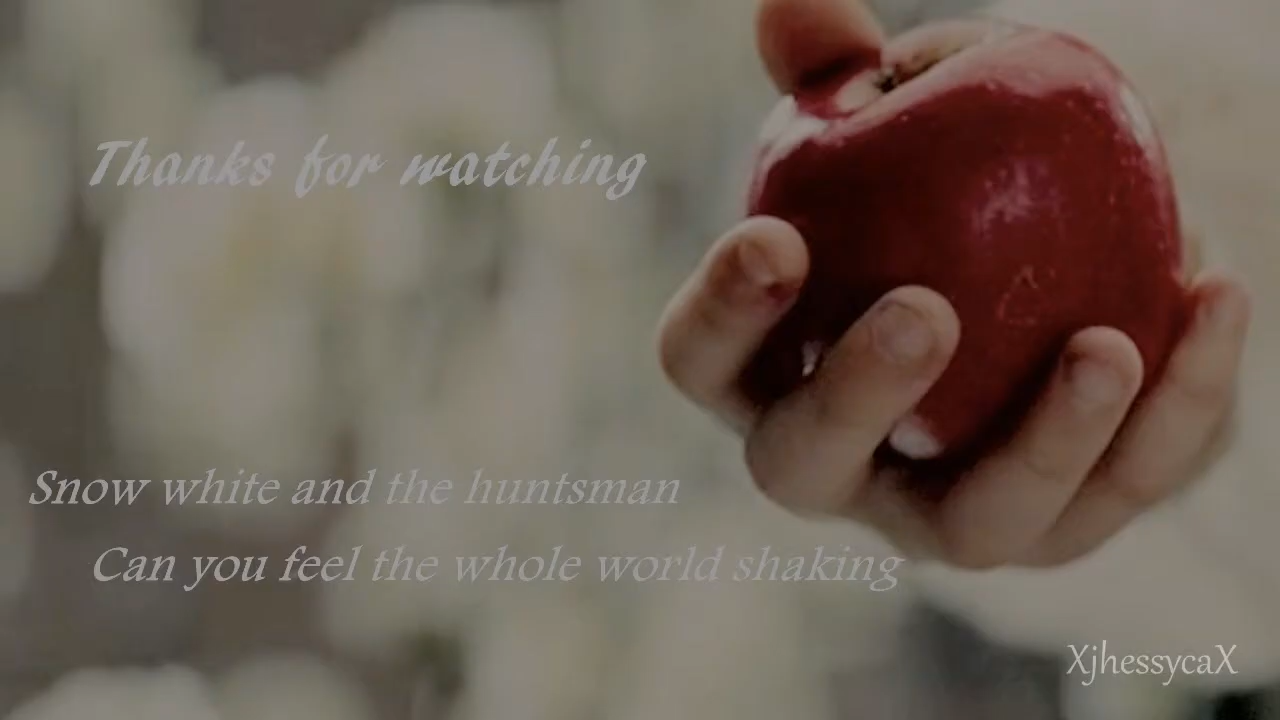 Thanks for watching
Snow white and the huntsman
Can you feel the whole world shaking
XjhessycaX